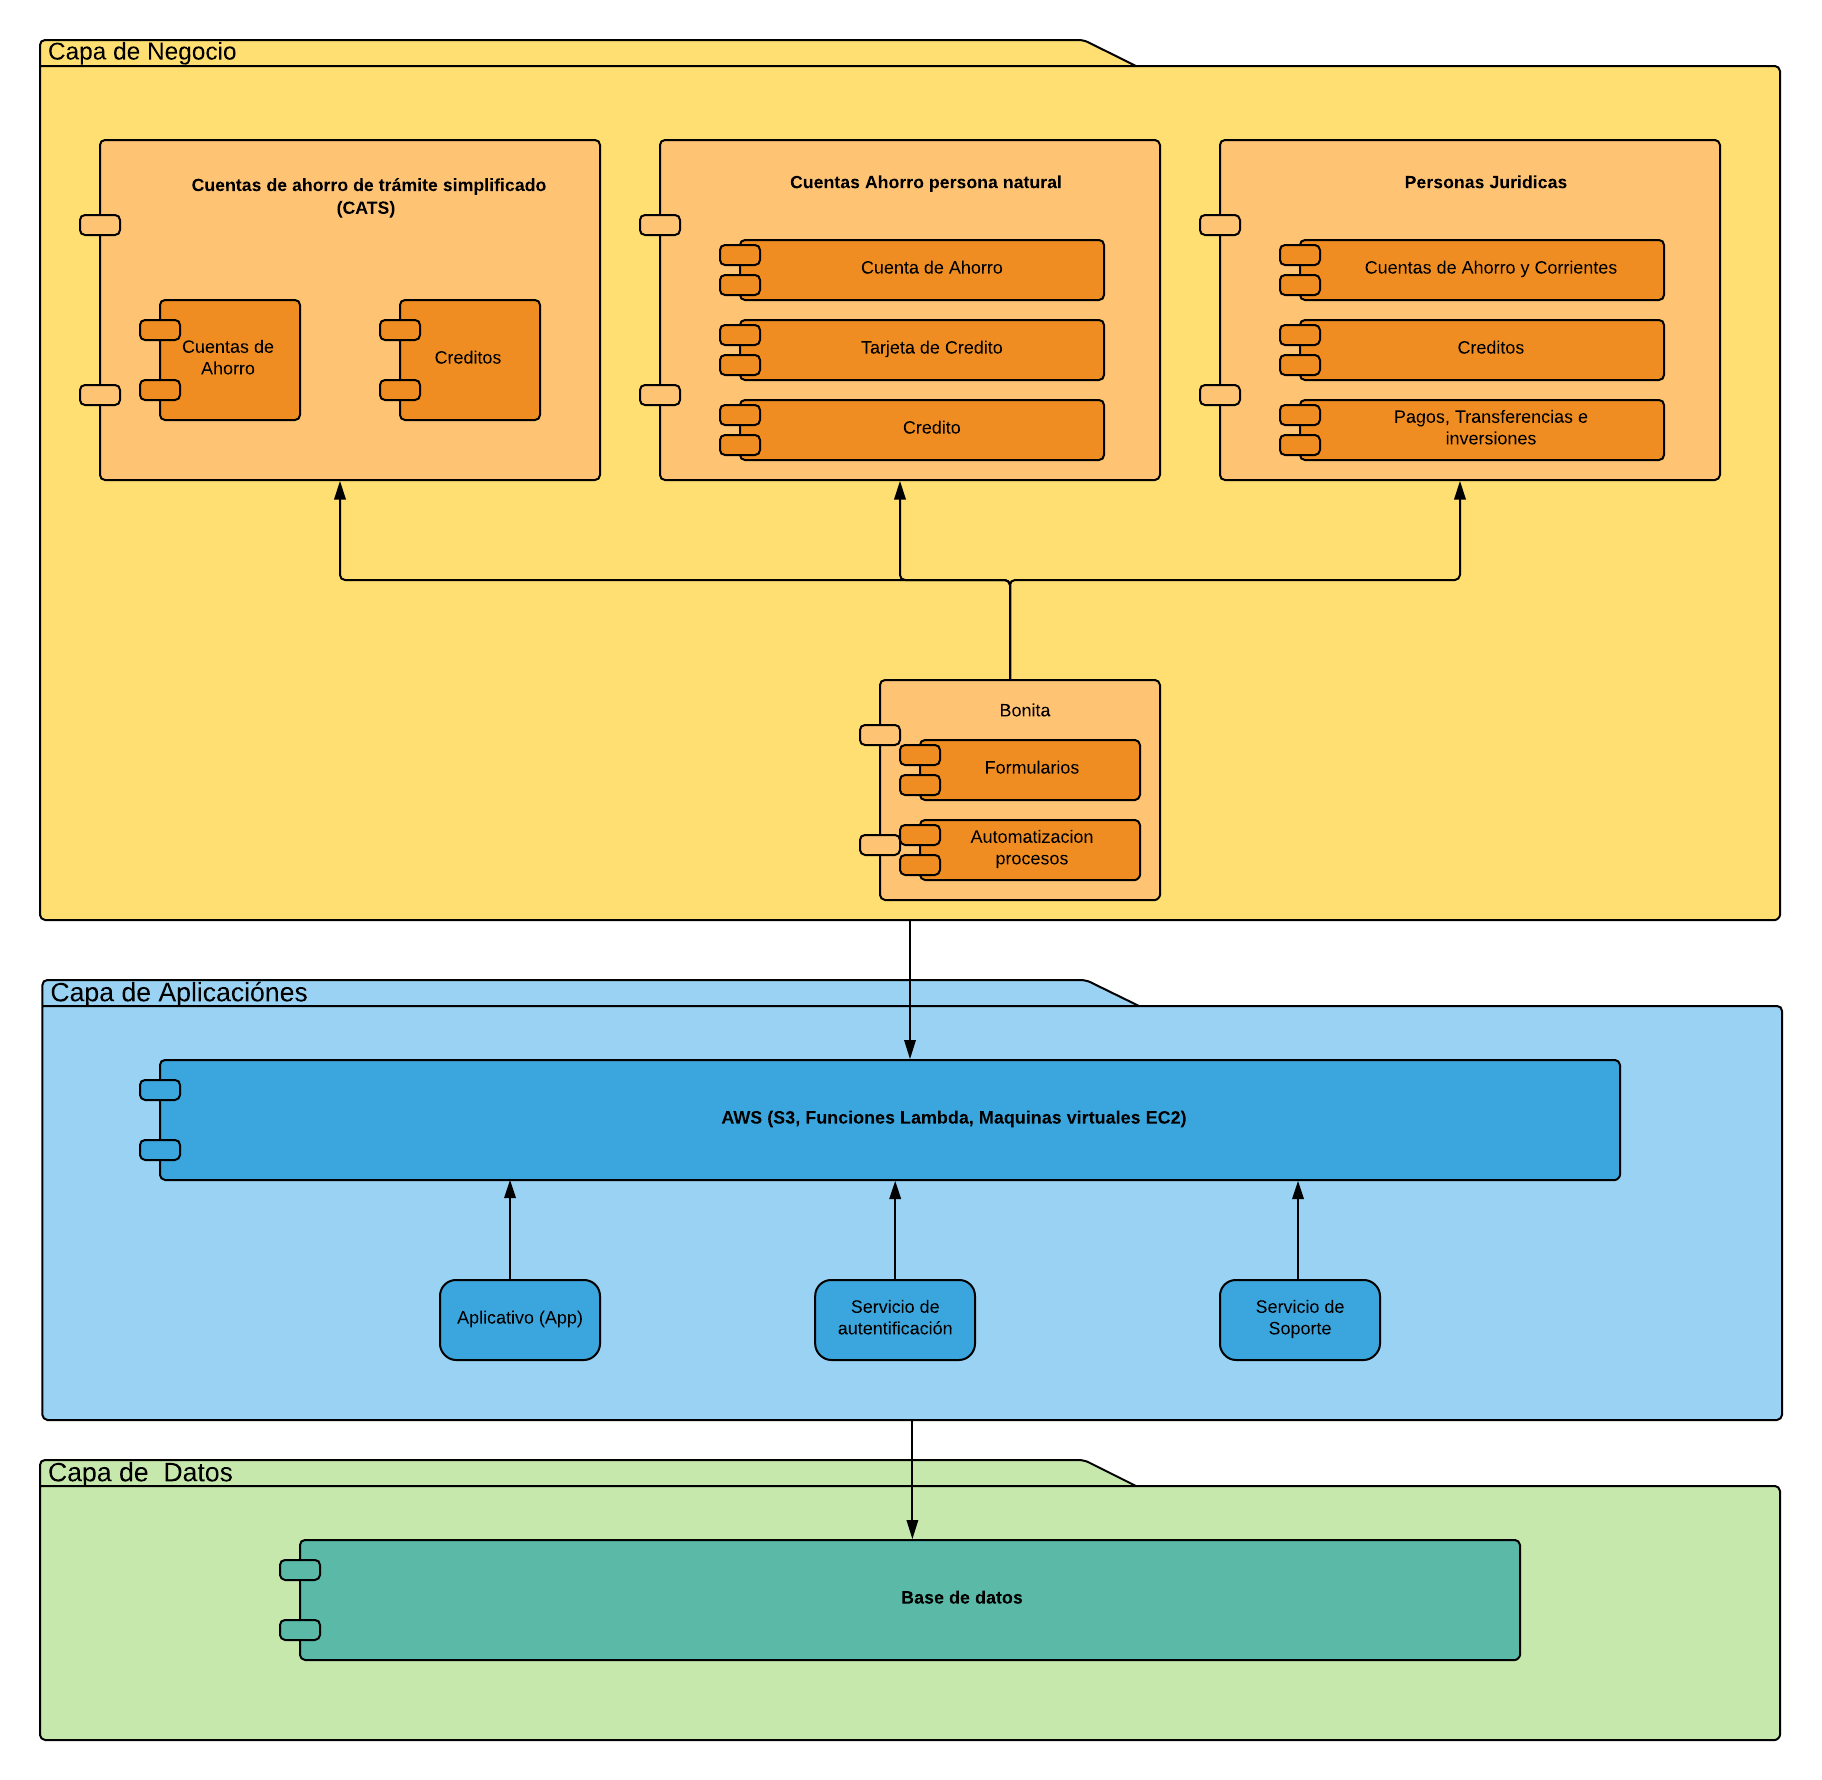 Capa de Negocio
Cuentas de ahorro de trámite simplificado
(CATS)
Cuentas de
Ahorro
Creditos
Cuentas Ahorro persona natural
Cuenta de Ahorro
Tarjeta de Credito
Credito
Personas Juridicas
Cuentas de Ahorro y Corrientes
Creditos
Pagos, Transferencias e
inversiones
Bonita
Formularios
Automatizacion
procesos
Capa de Aplicaciónes
AWS (S3, Funciones Lambda, Maquinas virtuales EC2)
Aplicativo (App)
Servicio de
autentificación
Servicio de
Soporte
Capa de  Datos
Base de datos